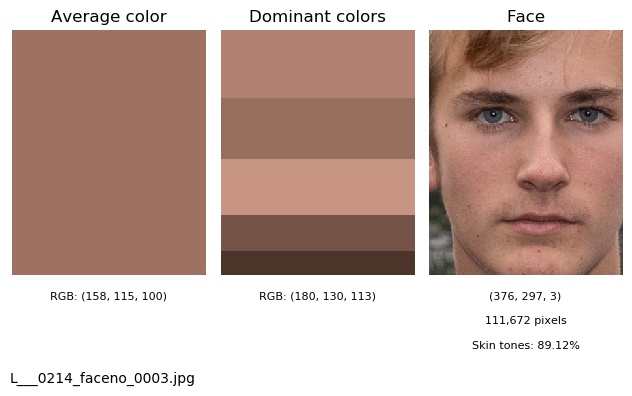 Average color
Dominant colors
Face
RGB: (158, 115, 100)
RGB: (180, 130, 113)
(376, 297, 3)
111,672 pixels
Skin tones: 89.12%
L___0214_faceno_0003.jpg